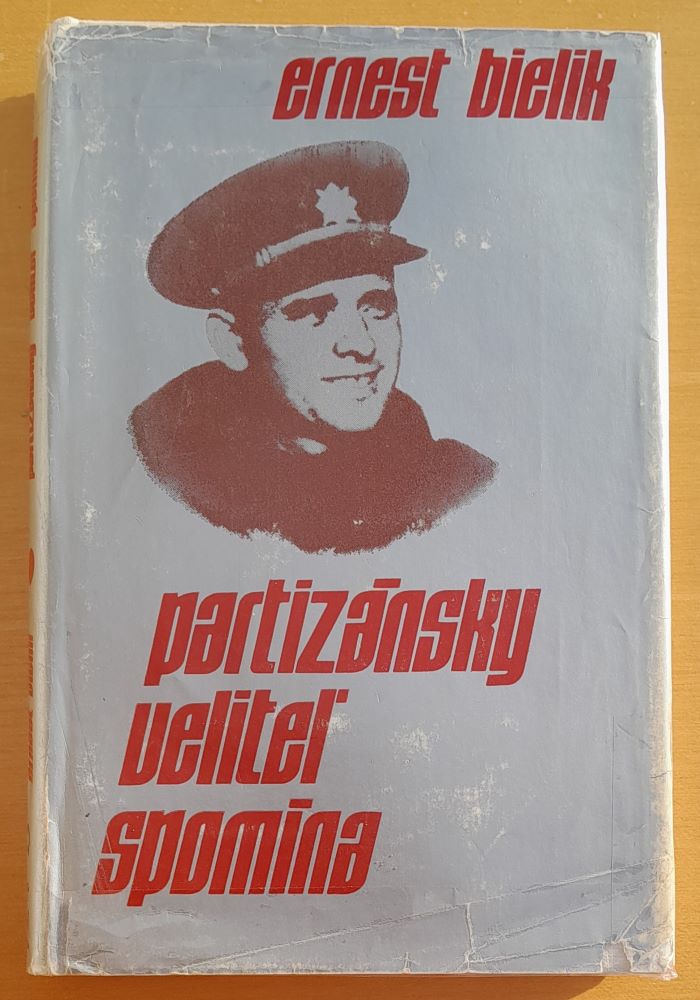 ernest bielik
partizánsky
veliteľ
spomína